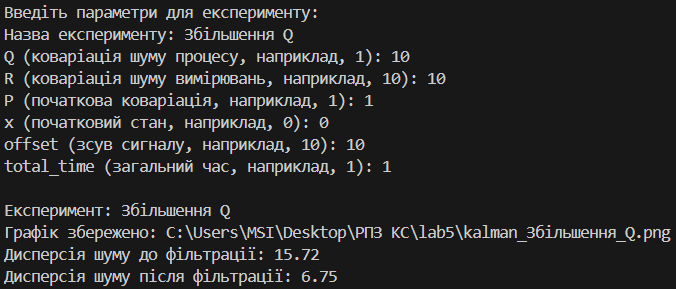 Введіть параметри для експерименту:
Назва експерименту: Збільшення Q
Q (коваріація шуму процесу, наприклад, 1): 10
R (коваріація шуму вимірювань, наприклад, 10): 10
P (початкова коваріація, наприклад, 1): 1
x (початковий стан, наприклад, 0): 0
offset (зсув сигналу, наприклад, 10): 10
total_time (загальний час, наприклад, 1): 1
Експеримент: Збільшення Q
Графік збережено: C:\Users\MSI\Desktop\РПЗ КС\lab5\kalman_Збільшення_Q.png
Дисперсія шуму до фільтрації: 15.72
Дисперсія шуму після фільтрації: 6.75